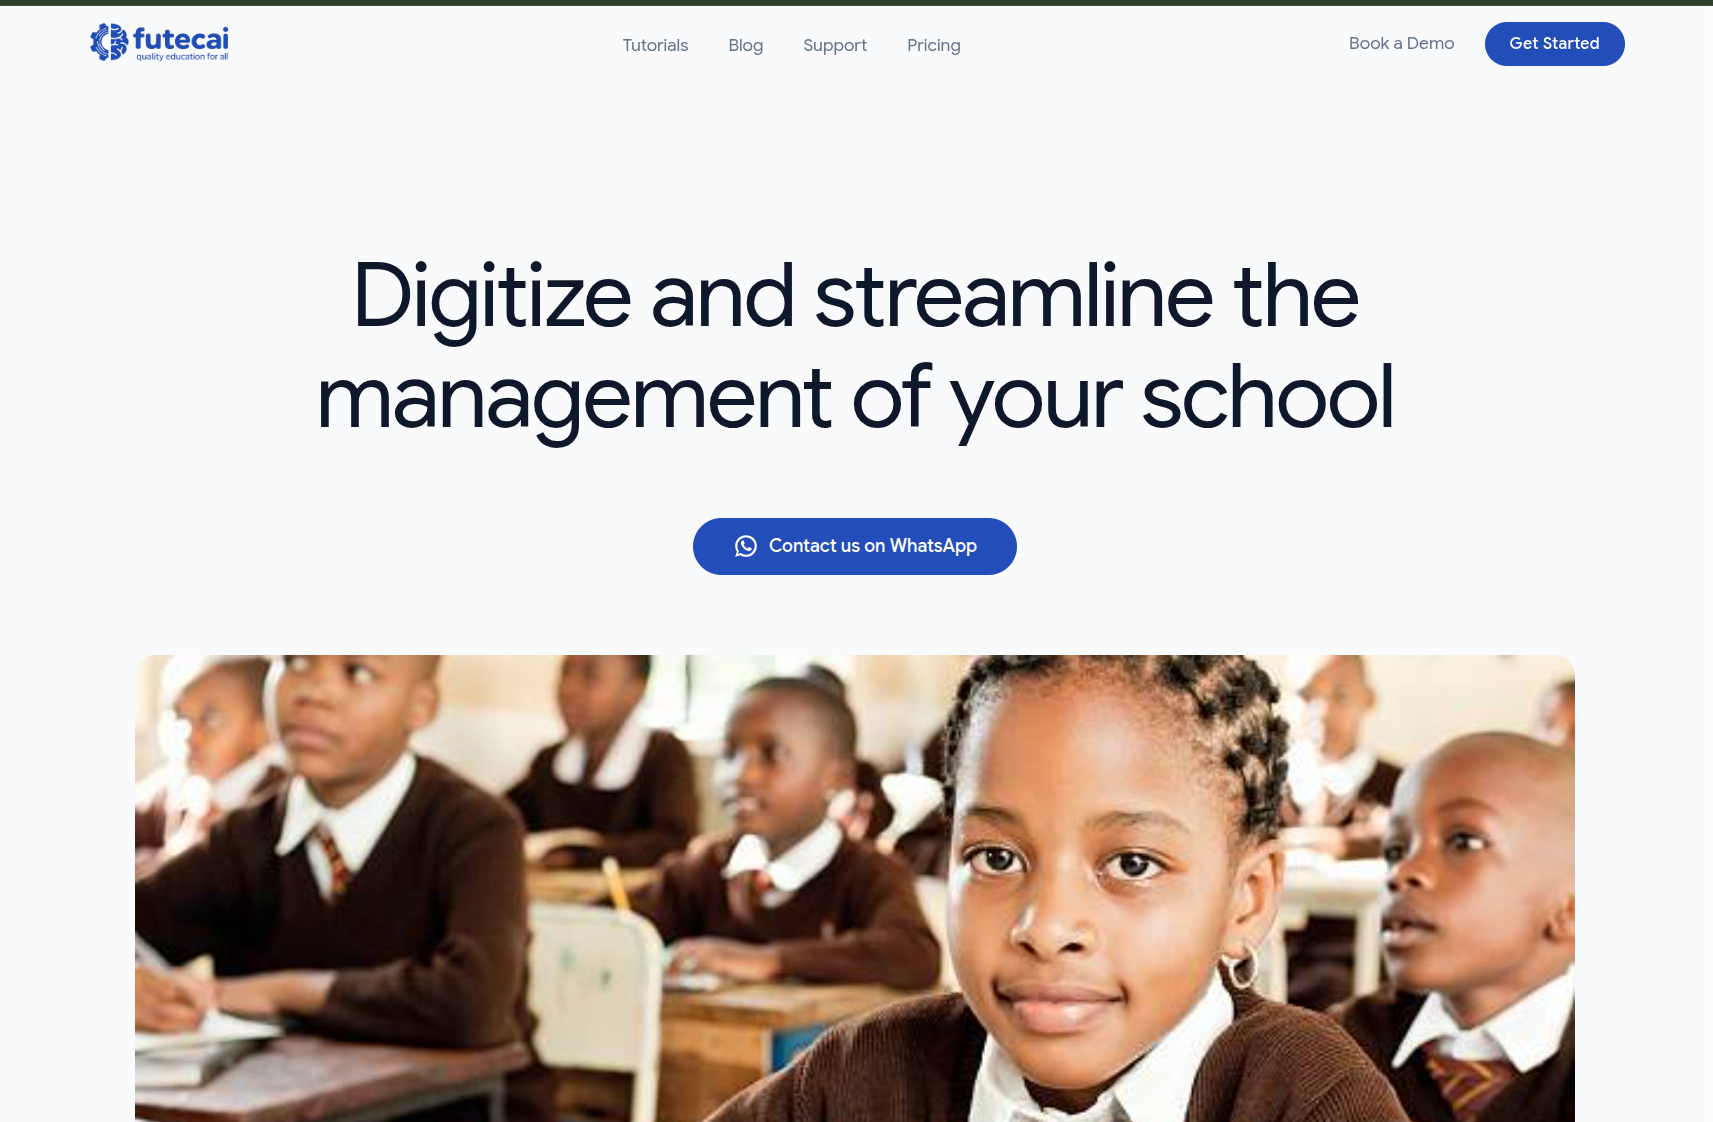 futecai
quality education for all
Tutorials
Blog
Support
Pricing
Book a Demo
Get Started
Digitize and streamline the
management of your school
Contact us on WhatsApp